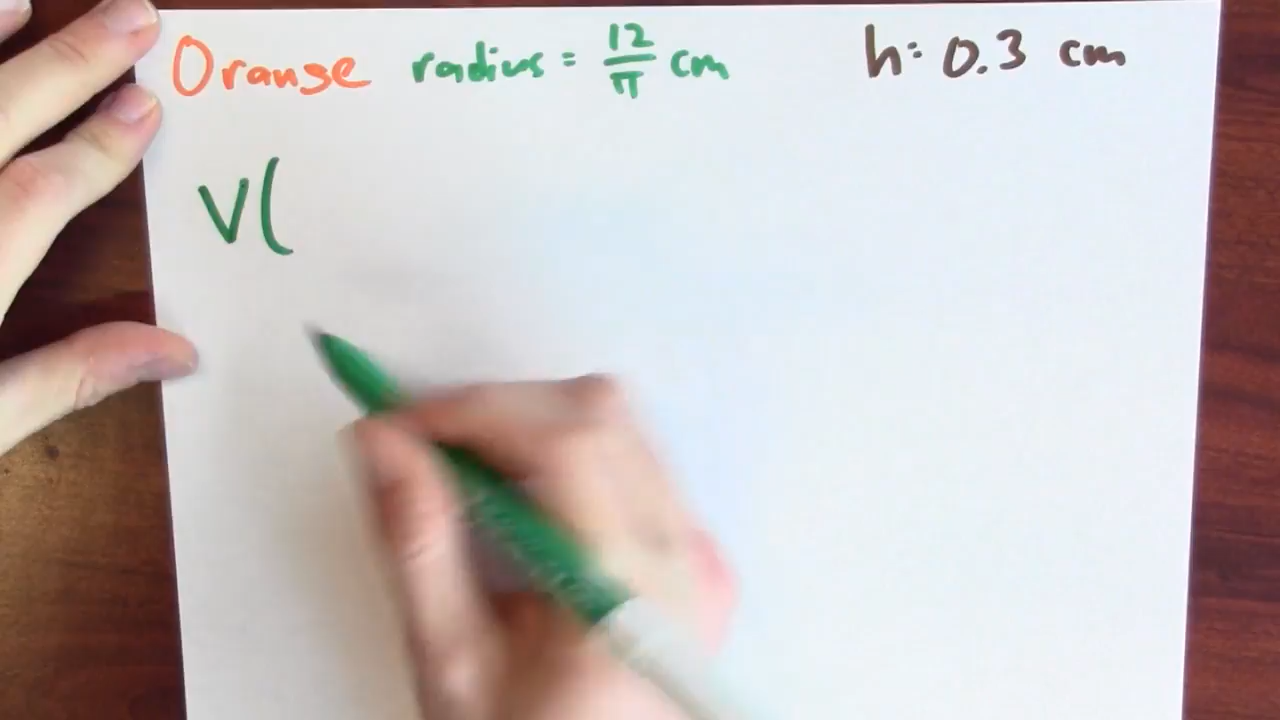 Orange radius = 12/π cm h: 0.3 cm
V(